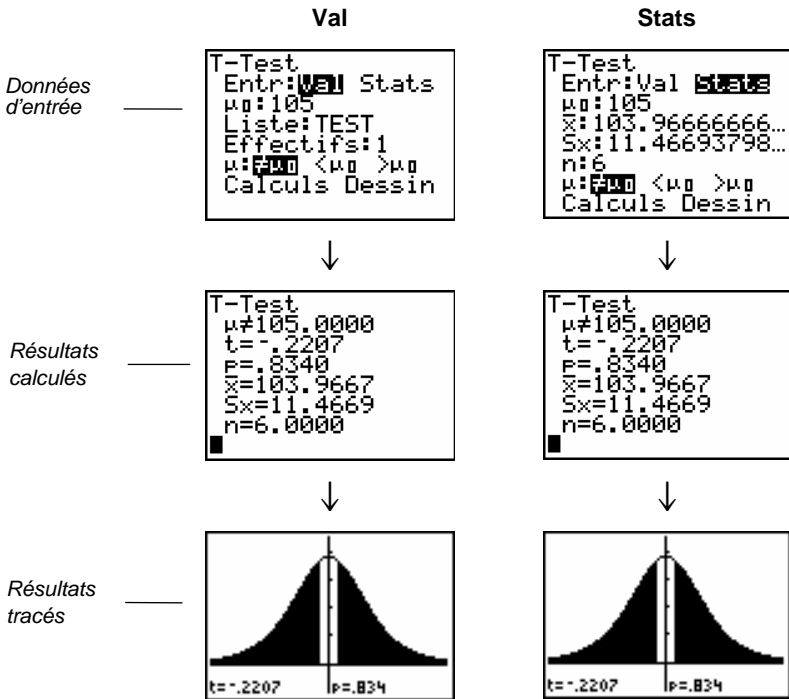 Val
Stats
Données
d'entrée
T-Test
Entr:Val Stats
μ0:105
Liste:TEST
Effectifs:1
μ:≠μ0 <μ0 >μ0
Calculs Dessin
T-Test
Entr:Val Stats
μ0:105
x̄:103.96666666…
Sx:11.46693798…
n:6
μ:≠μ0 <μ0 >μ0
Calculs Dessin
↓
↓
Résultats
calculés
T-Test
μ≠105.0000
t=-.2207
p=.8340
x̄=103.9667
Sx=11.4669
n=6.0000
T-Test
μ≠105.0000
t=-.2207
p=.8340
x̄=103.9667
Sx=11.4669
n=6.0000
↓
↓
Résultats
tracés
t=-.2207 p=.834
t=-.2207 p=.834